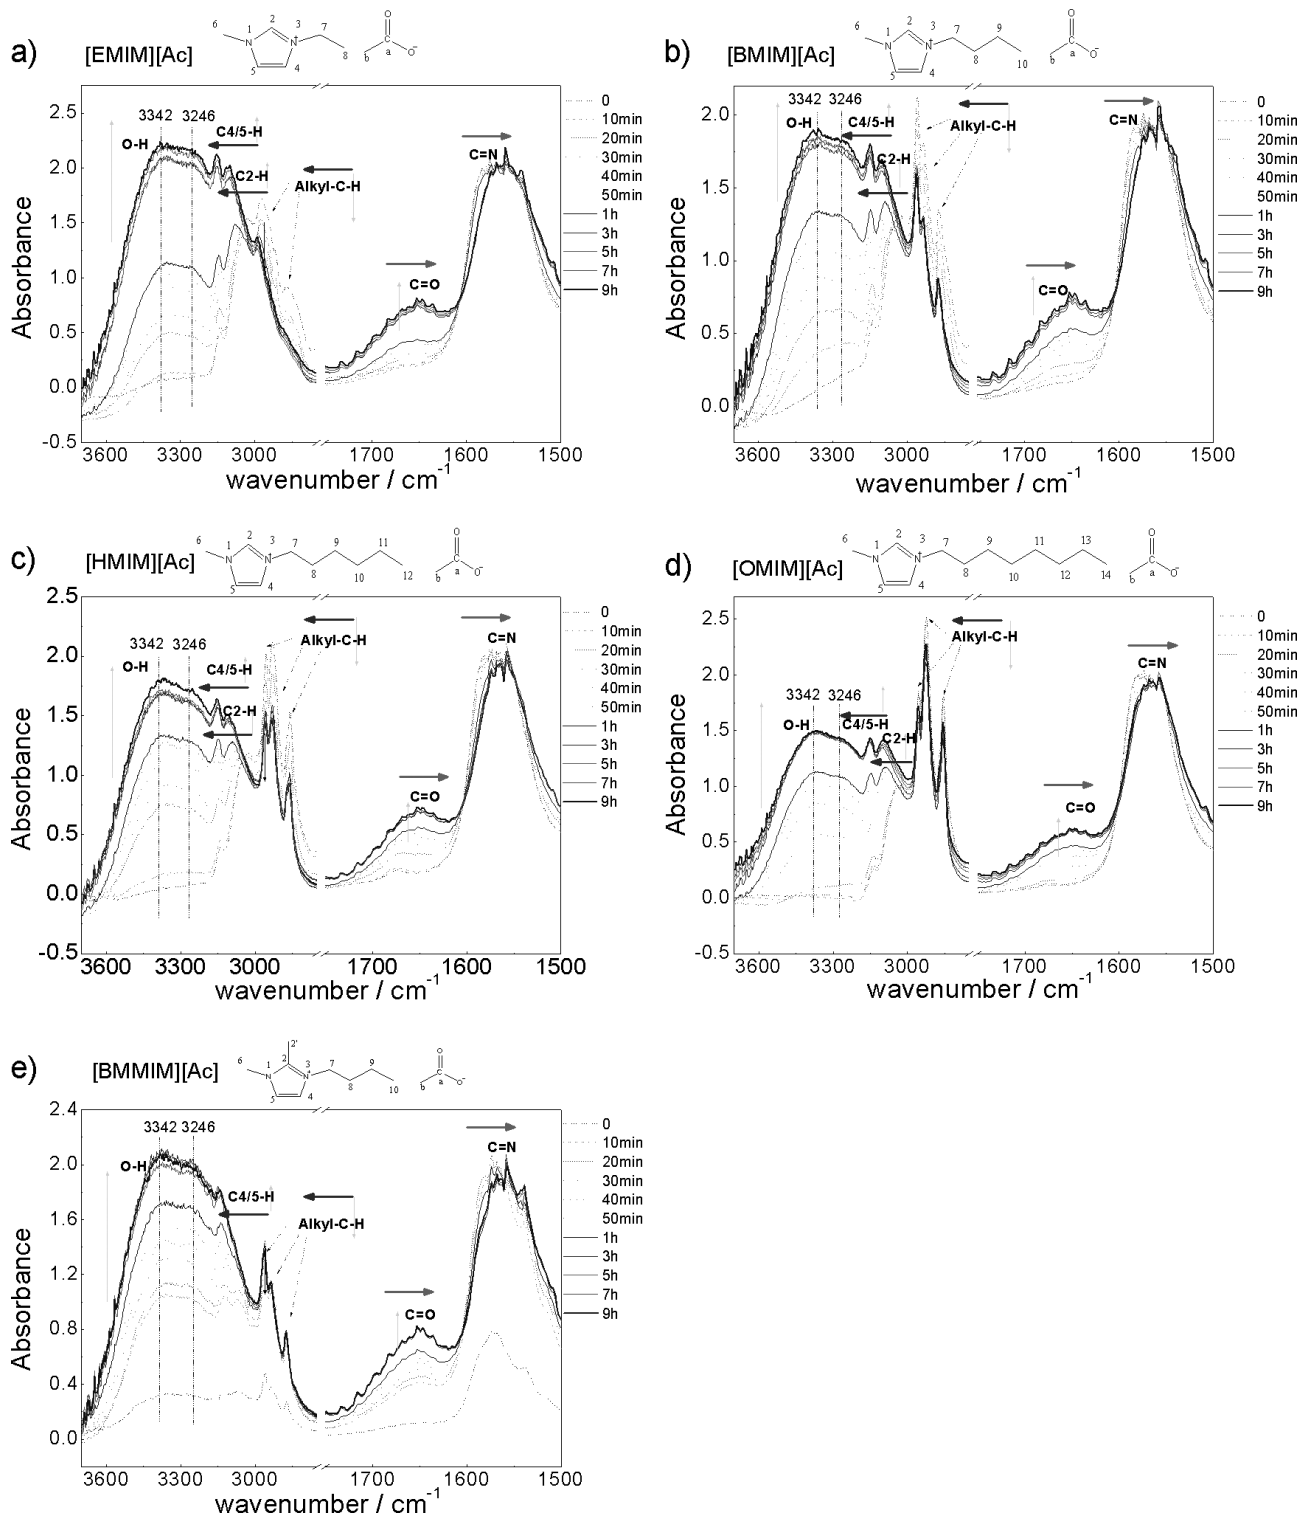 a)
[EMIM][Ac]
6
1
N
2
3
N+
7
8
5
4
O
b
a
O-
Absorbance
2.5
2.0
1.5
1.0
0.5
0.0
-0.5
3342 3246
O-H
C4/5-H
C2-H
Alkyl-C-H
C=O
C=N
0
10min
20min
30min
40min
50min
1h
3h
5h
7h
9h
3600 3300 3000 1700 1600 1500
wavenumber / cm-1
b)
[BMIM][Ac]
6
1
N
2
3
N+
7
8
9
10
5
4
O
b
a
O-
Absorbance
2.0
1.5
1.0
0.5
0.0
3342 3246
O-H
C4/5-H
C2-H
Alkyl-C-H
C=O
C=N
0
10min
20min
30min
40min
50min
1h
3h
5h
7h
9h
3600 3300 3000 1700 1600 1500
wavenumber / cm-1
c)
[HMIM][Ac]
6
1
N
2
3
N+
7
8
9
10
11
12
5
4
O
C
b
a
O-
Absorbance
2.5
2.0
1.5
1.0
0.5
0.0
-0.5
3342 3246
O-H
C4/5-H
C2-H
Alkyl-C-H
C=O
C=N
0
10min
20min
30min
40min
50min
1h
3h
5h
7h
9h
3600 3300 3000 1700 1600 1500
wavenumber / cm-1
d)
[OMIM][Ac]
6
1
N
2
3
N+
7
8
9
10
11
12
13
14
5
4
O
C
b
a
O-
Absorbance
2.5
2.0
1.5
1.0
0.5
0.0
-0.5
3342 3246
O-H
C4/5-H
C2-H
Alkyl-C-H
C=O
C=N
0
10min
20min
30min
40min
50min
1h
3h
5h
7h
9h
3600 3300 3000 1700 1600 1500
wavenumber / cm-1
e)
[BMMIM][Ac]
2'
6
1
N
2
3
N+
7
8
9
10
5
4
O
C
b
a
O-
Absorbance
2.4
2.0
1.6
1.2
0.8
0.4
0.0
3342 3246
O-H
C4/5-H
Alkyl-C-H
C=O
C=N
0
10min
20min
30min
40min
50min
1h
3h
5h
7h
9h
3600 3300 3000 1700 1600 1500
wavenumber / cm-1